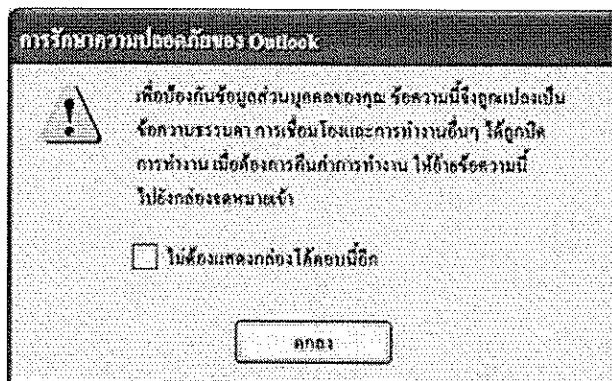 การรักษาความปลอดภัยของ Outlook
เพื่อป้องกันข้อมูลส่วนบุคคลของคุณ ข้อความนี้จึงถูกแปลงเป็น
ข้อความธรรมดา การเชื่อมโยงและการทำงานอื่นๆ ได้ถูกปิด
การทำงาน เมื่อต้องการคืนค่าการทำงาน ให้ย้ายข้อความนี้
ไปยังกล่องจดหมายเข้า
ไม่ต้องแสดงกล่องโต้ตอบนี้อีก
ตกลง